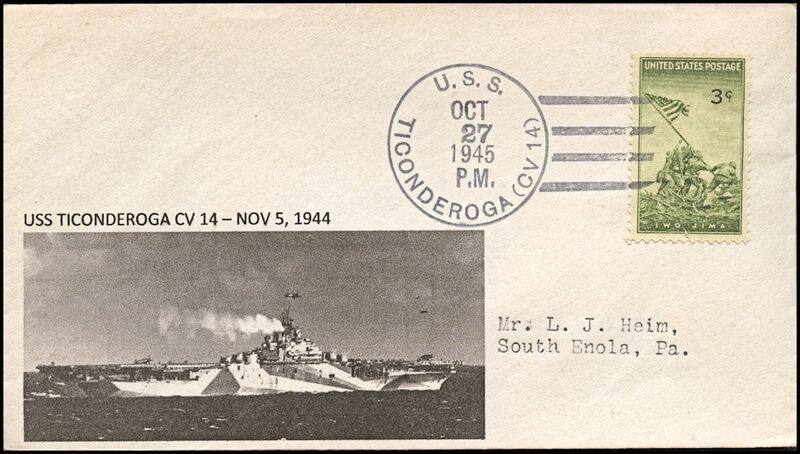 U.S.S.
OCT
27
1945
P.M.
TICONDEROGA (CV 14)
UNITED STATES POSTAGE
3¢
IWO JIMA
USS TICONDEROGA CV 14 – NOV 5, 1944
Mr. L. J. Heim,
South Enola, Pa.